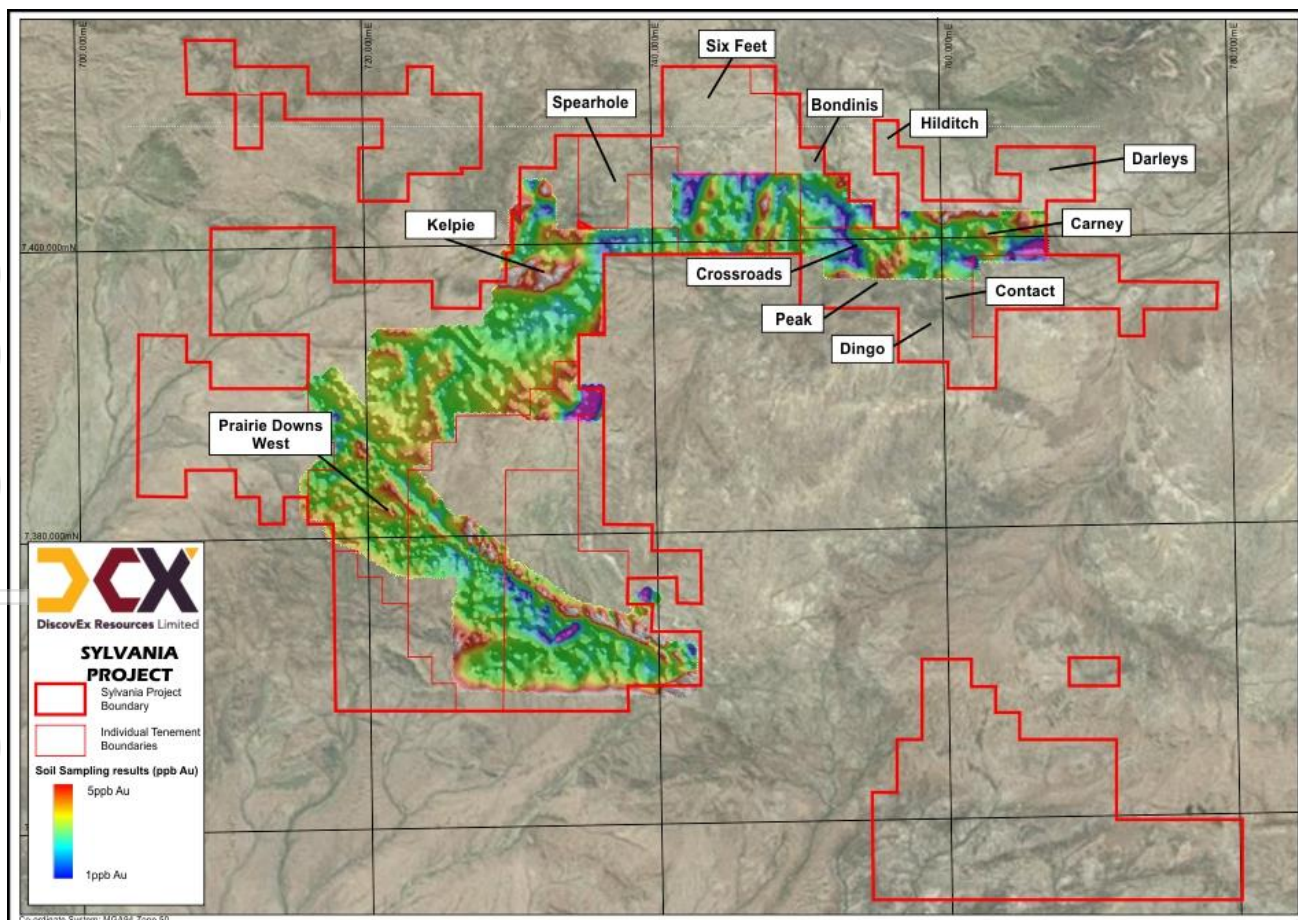 700,000mE
720,000mE
740,000mE
760,000mE
780,000mE
Six Feet
Spearhole
Bondinis
Hilditch
Darleys
Kelpie
7,400,000mN
Carney
Crossroads
Contact
Peak
Dingo
Prairie Downs
West
7,380,000mN
DCX
DiscovEx Resources Limited
SYLVANIA
PROJECT
Sylvania Project
Boundary
Individual Tenement
Boundaries
Soil Sampling results (ppb Au)
5ppb Au
1ppb Au
Co-ordinate System: MGA94 Zone 50